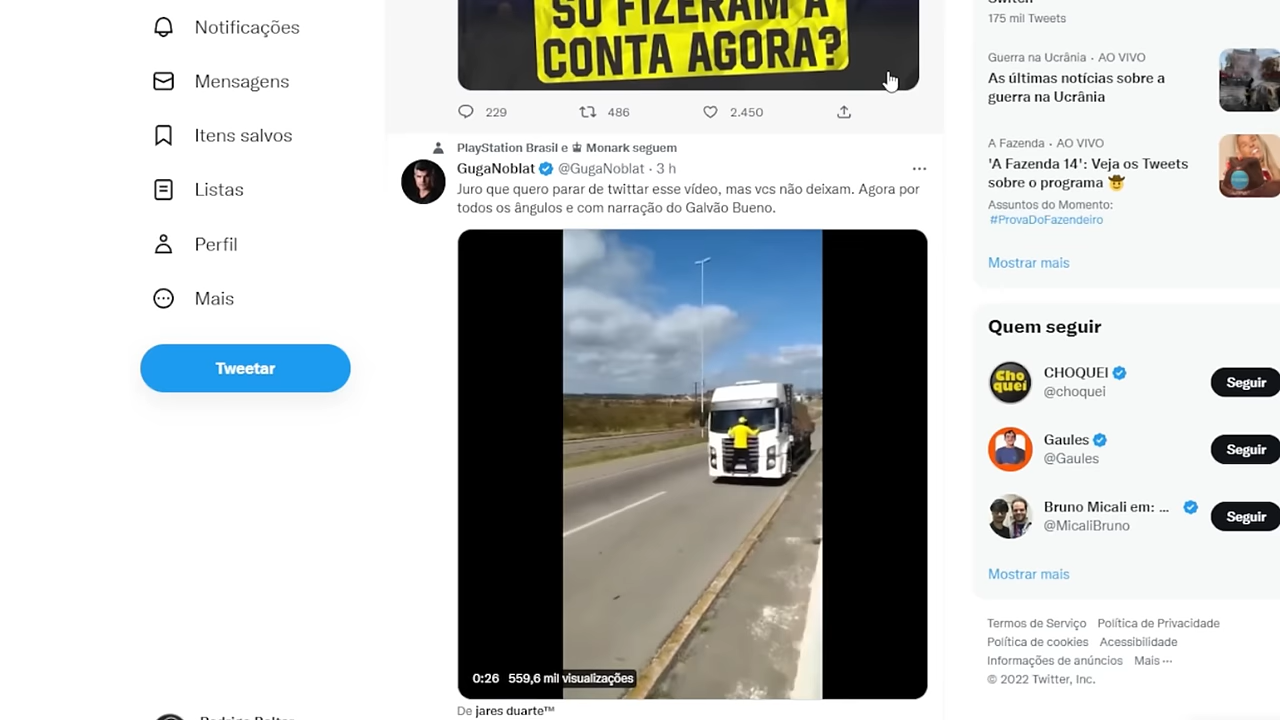 Notificações
Mensagens
Itens salvos
Listas
Perfil
Mais
Tweetar
SÓ FIZERAM A
CONTA AGORA?
229 486 2.450
PlayStation Brasil e Monark seguem
GugaNoblat @GugaNoblat · 3 h
Juro que quero parar de twittar esse vídeo, mas vcs não deixam. Agora por
todos os ângulos e com narração do Galvão Bueno.
0:26 559,6 mil visualizações
De jares duarte™
175 mil Tweets
Guerra na Ucrânia · AO VIVO
As últimas notícias sobre a
guerra na Ucrânia
A Fazenda · AO VIVO
'A Fazenda 14': Veja os Tweets
sobre o programa 🤠
Assuntos do Momento:
#ProvaDoFazendeiro
Mostrar mais
Quem seguir
Cho
quei
CHOQUEI
@choquei
Seguir
Gaules
@Gaules
Seguir
Bruno Micali em: ...
@MicaliBruno
Seguir
Mostrar mais
Termos de Serviço Política de Privacidade
Política de cookies Acessibilidade
Informações de anúncios Mais ···
© 2022 Twitter, Inc.